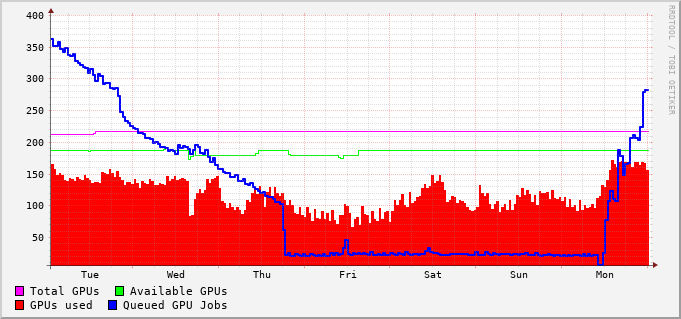 400
350
300
250
200
150
100
50
Tue Wed Thu Fri Sat Sun Mon
Total GPUs Available GPUs
GPUs used Queued GPU Jobs
RRDTOOL / TOBI OETIKER